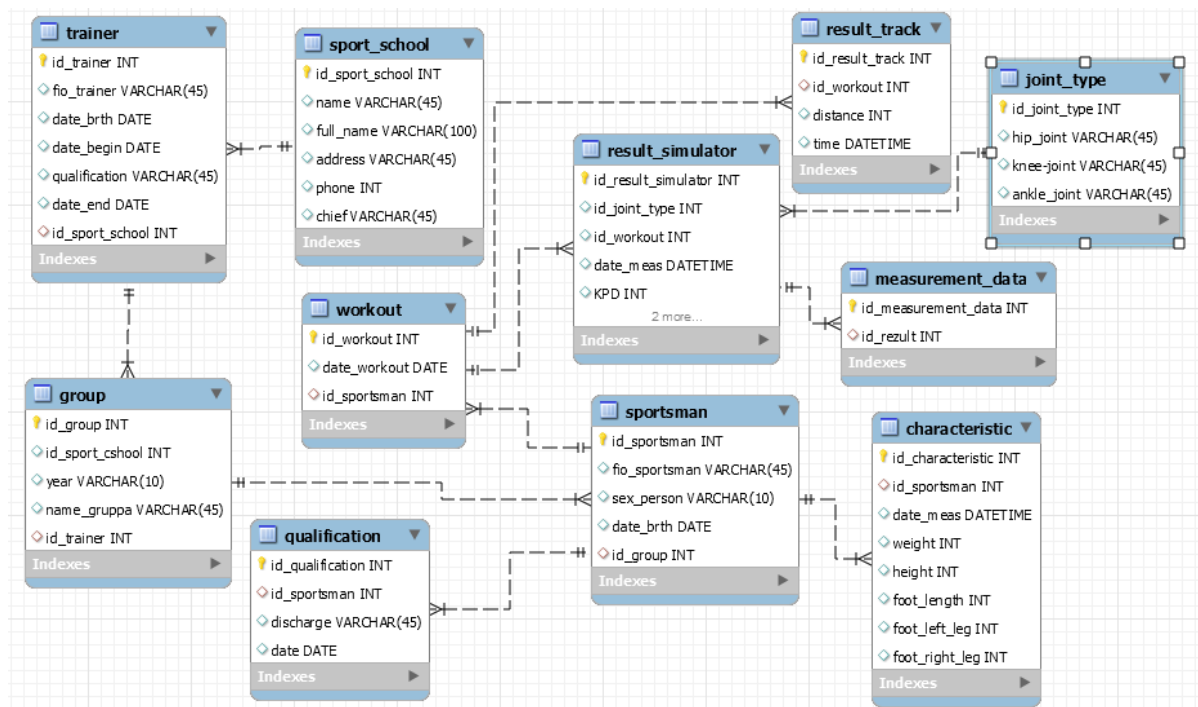 trainer
id_trainer INT
fio_trainer VARCHAR(45)
date_brth DATE
date_begin DATE
qualification VARCHAR(45)
date_end DATE
id_sport_school INT
Indexes
sport_school
id_sport_school INT
name VARCHAR(45)
full_name VARCHAR(100)
address VARCHAR(45)
phone INT
chief VARCHAR(45)
Indexes
result_track
id_result_track INT
id_workout INT
distance INT
time DATETIME
Indexes
joint_type
id_joint_type INT
hip_joint VARCHAR(45)
knee-joint VARCHAR(45)
ankle_joint VARCHAR(45)
Indexes
result_simulator
id_result_simulator INT
id_joint_type INT
id_workout INT
date_meas DATETIME
KPD INT
2 more...
Indexes
measurement_data
id_measurement_data INT
id_rezult INT
Indexes
workout
id_workout INT
date_workout DATE
id_sportsman INT
Indexes
group
id_group INT
id_sport_cshool INT
year VARCHAR(10)
name_gruppa VARCHAR(45)
id_trainer INT
Indexes
sportsman
id_sportsman INT
fio_sportsman VARCHAR(45)
sex_person VARCHAR(10)
date_brth DATE
id_group INT
Indexes
characteristic
id_characteristic INT
id_sportsman INT
date_meas DATETIME
weight INT
height INT
foot_length INT
foot_left_leg INT
foot_right_leg INT
Indexes
qualification
id_qualification INT
id_sportsman INT
discharge VARCHAR(45)
date DATE
Indexes